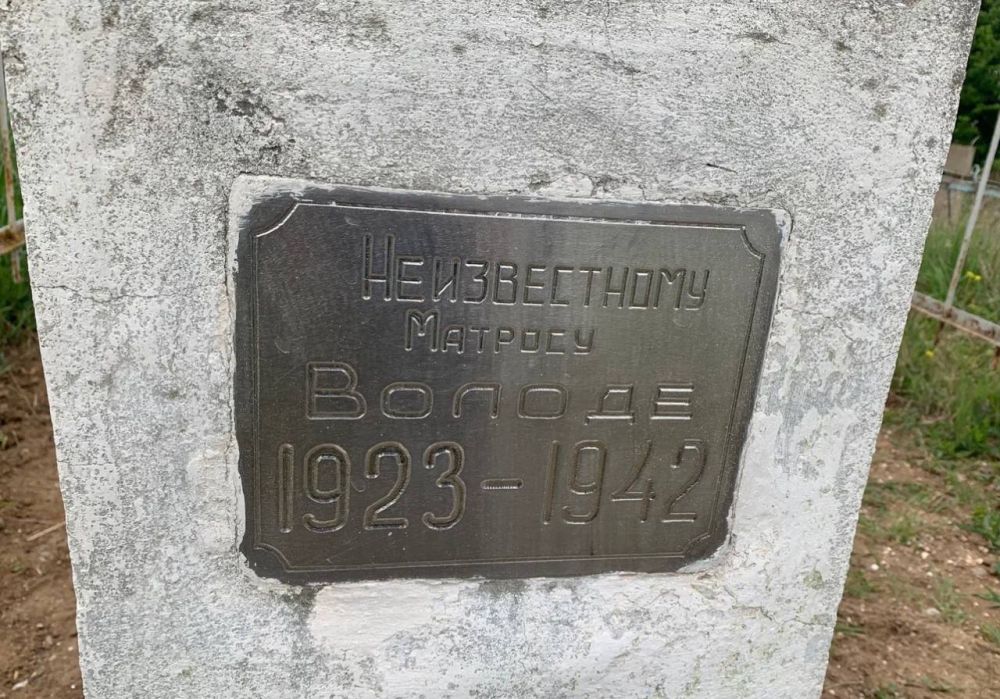 Неизвестному
Матросу
Володе
1923-1942